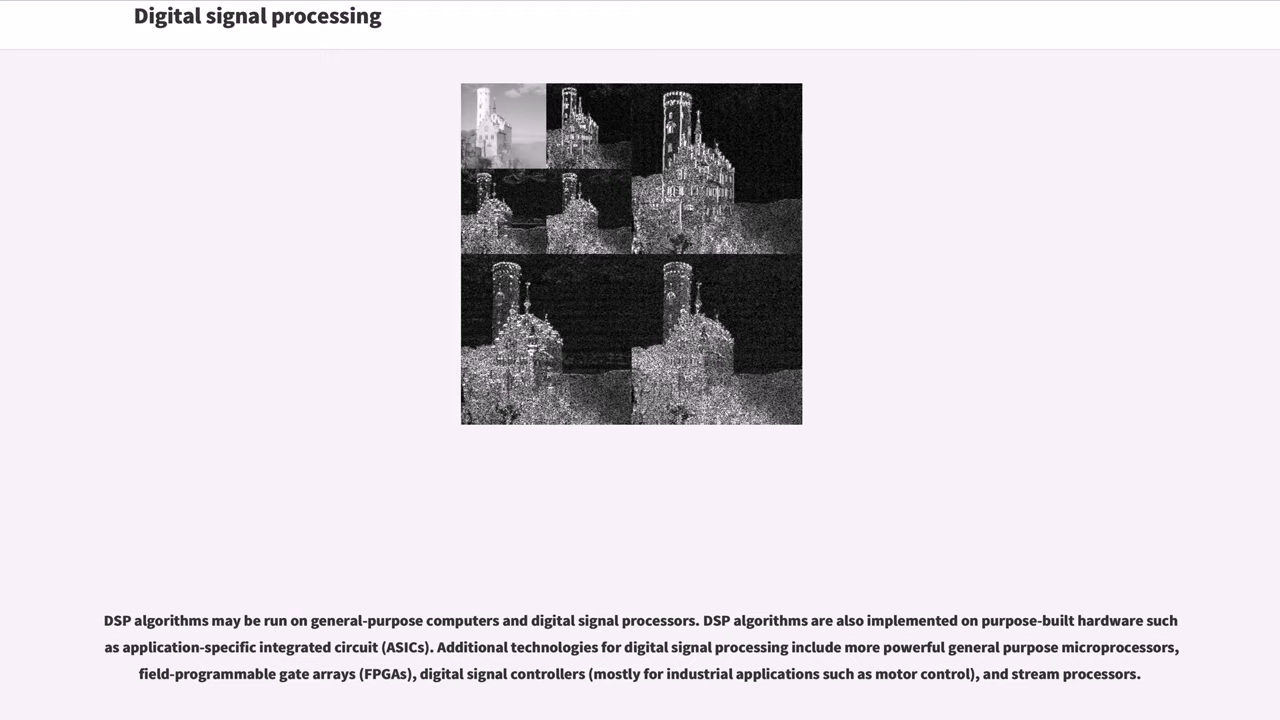 Digital signal processing
DSP algorithms may be run on general-purpose computers and digital signal processors. DSP algorithms are also implemented on purpose-built hardware such
as application-specific integrated circuit (ASICs). Additional technologies for digital signal processing include more powerful general purpose microprocessors,
field-programmable gate arrays (FPGAs), digital signal controllers (mostly for industrial applications such as motor control), and stream processors.